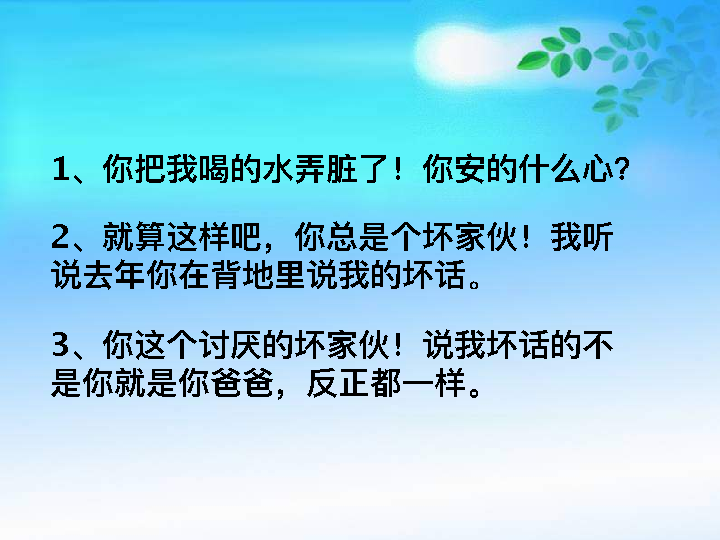 1、你把我喝的水弄脏了！你安的什么心？
2、就算这样吧，你总是个坏家伙！我听
说去年你在背地里说我的坏话。
3、你这个讨厌的坏家伙！说我坏话的不
是你就是你爸爸，反正都一样。